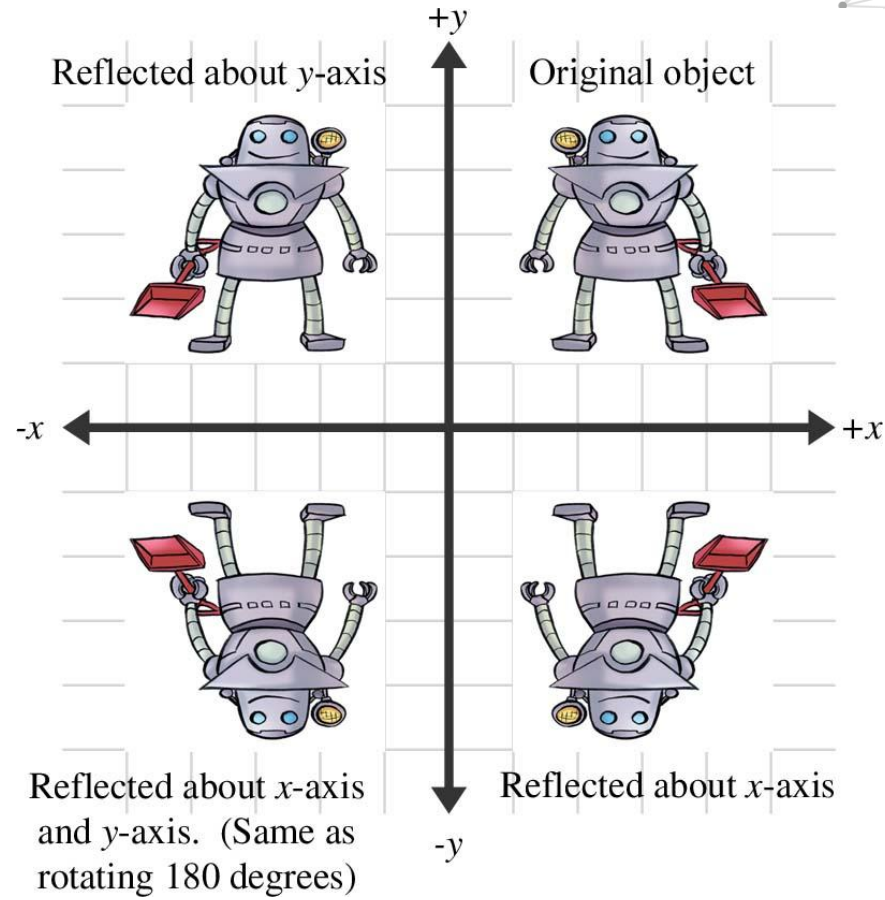 +y
Reflected about y-axis
Original object
-x
+x
Reflected about x-axis
and y-axis. (Same as
rotating 180 degrees)
Reflected about x-axis
-y